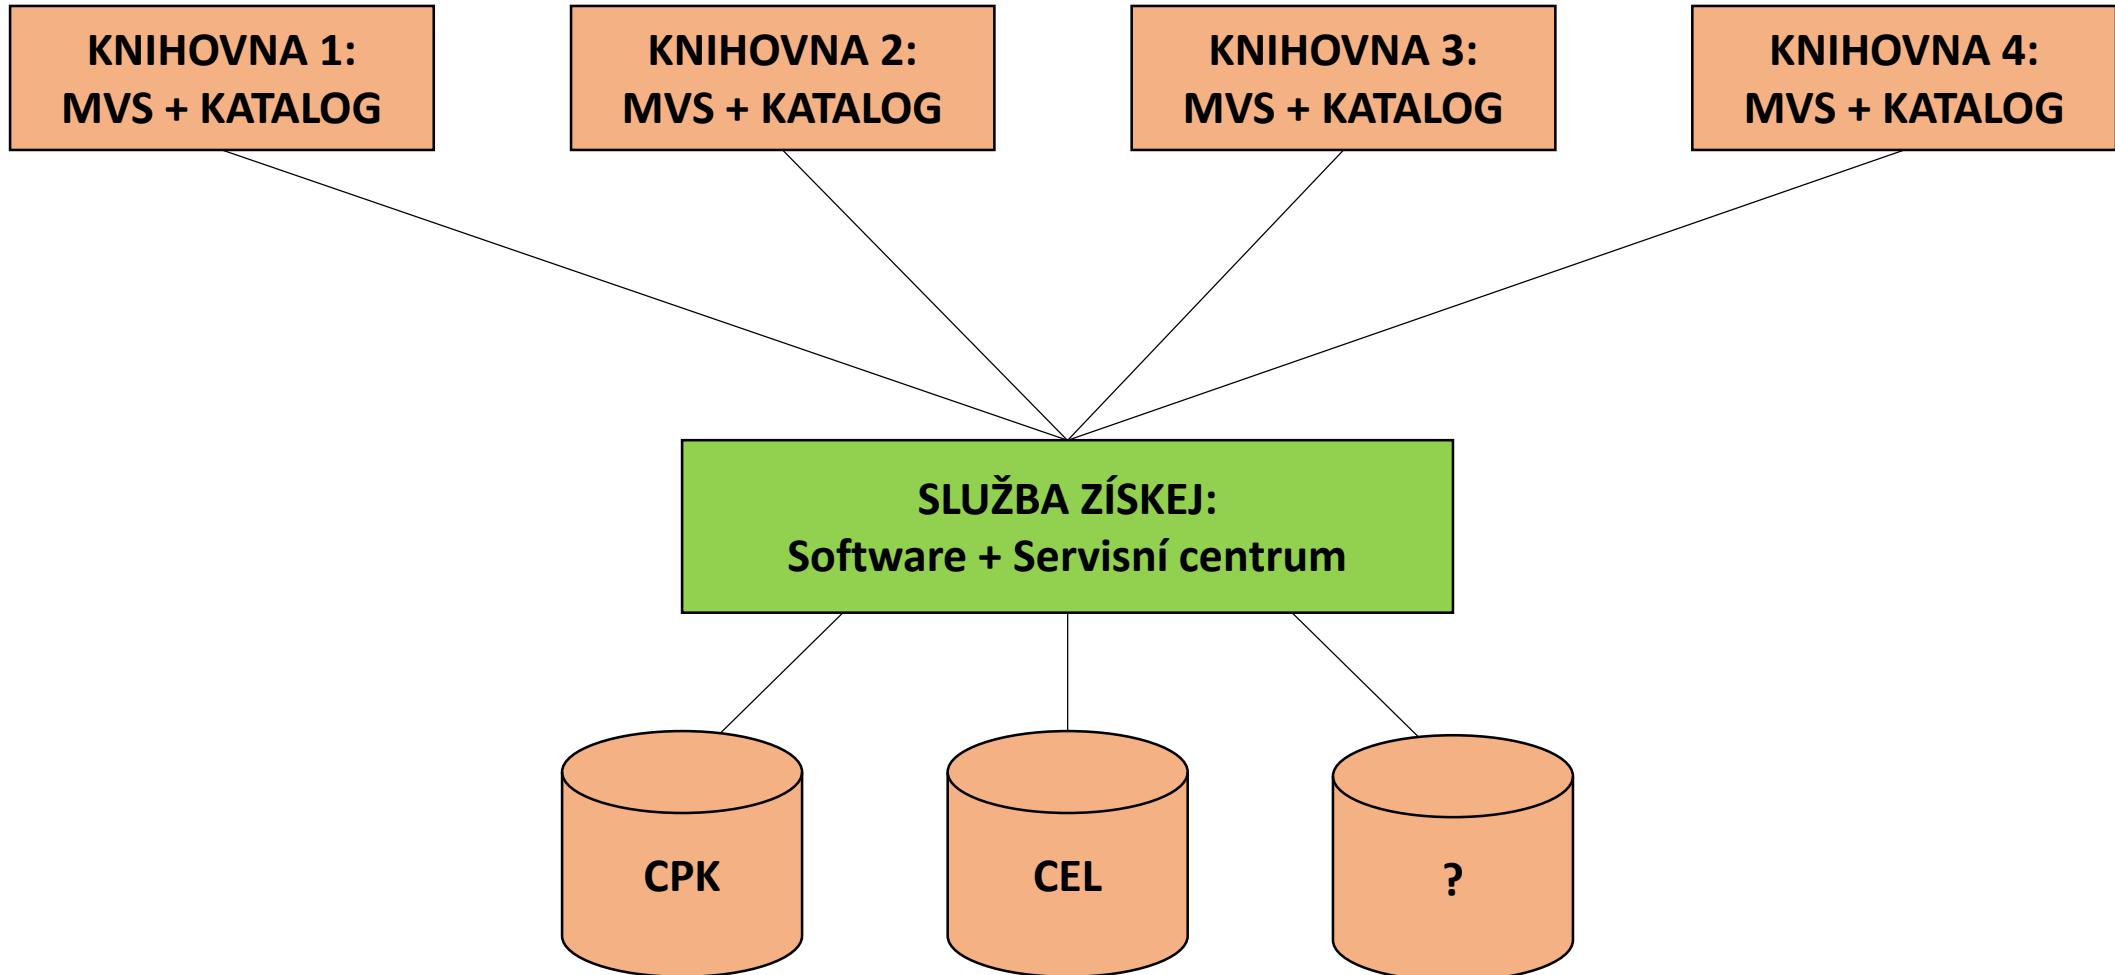 KNIHOVNA 1:
MVS + KATALOG
KNIHOVNA 2:
MVS + KATALOG
KNIHOVNA 3:
MVS + KATALOG
KNIHOVNA 4:
MVS + KATALOG
SLUŽBA ZÍSKEJ:
Software + Servisní centrum
CPK
CEL
?